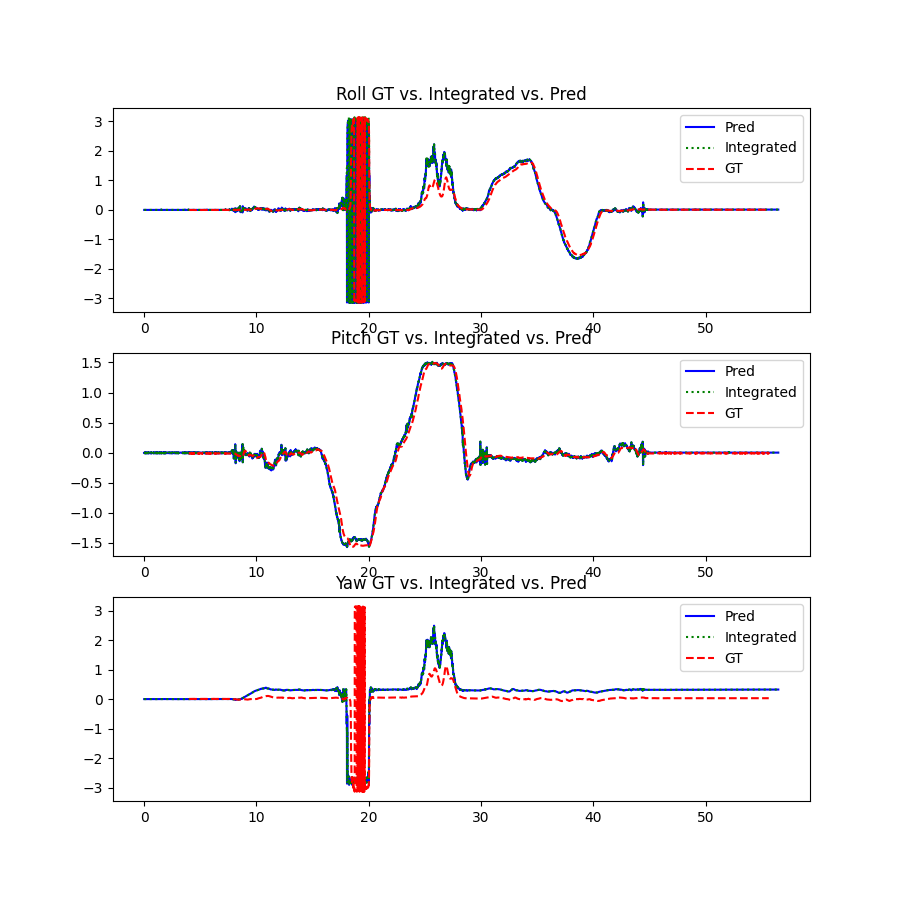 Roll GT vs. Integrated vs. Pred
3
2
1
0
−1
−2
−3
Pred
Integrated
GT
0 10 20 30 40 50
Pitch GT vs. Integrated vs. Pred
1.5
1.0
0.5
0.0
−0.5
−1.0
−1.5
Pred
Integrated
GT
0 10 20 30 40 50
Yaw GT vs. Integrated vs. Pred
3
2
1
0
−1
−2
−3
Pred
Integrated
GT
0 10 20 30 40 50